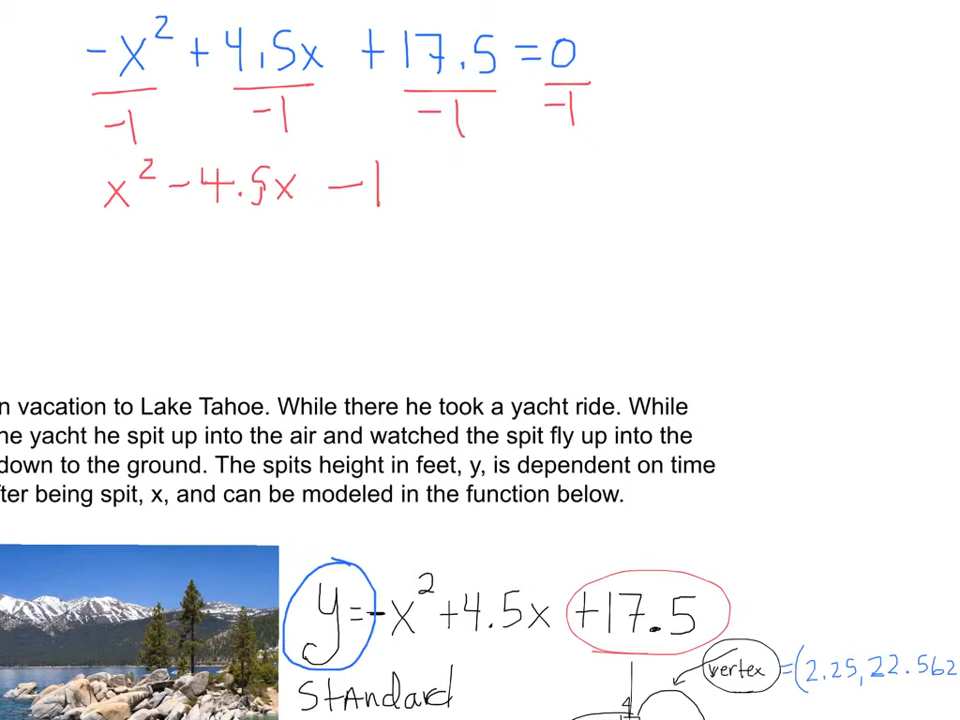 -x² + 4.5x + 17.5 = 0
-1 -1 -1 -1
x² - 4.5x - 1
n vacation to Lake Tahoe. While there he took a yacht ride. While
he yacht he spit up into the air and watched the spit fly up into the
down to the ground. The spits height in feet, y, is dependent on time
fter being spit, x, and can be modeled in the function below.
y = -x² + 4.5x + 17.5
vertex = (2.25, 22.562
STAndard